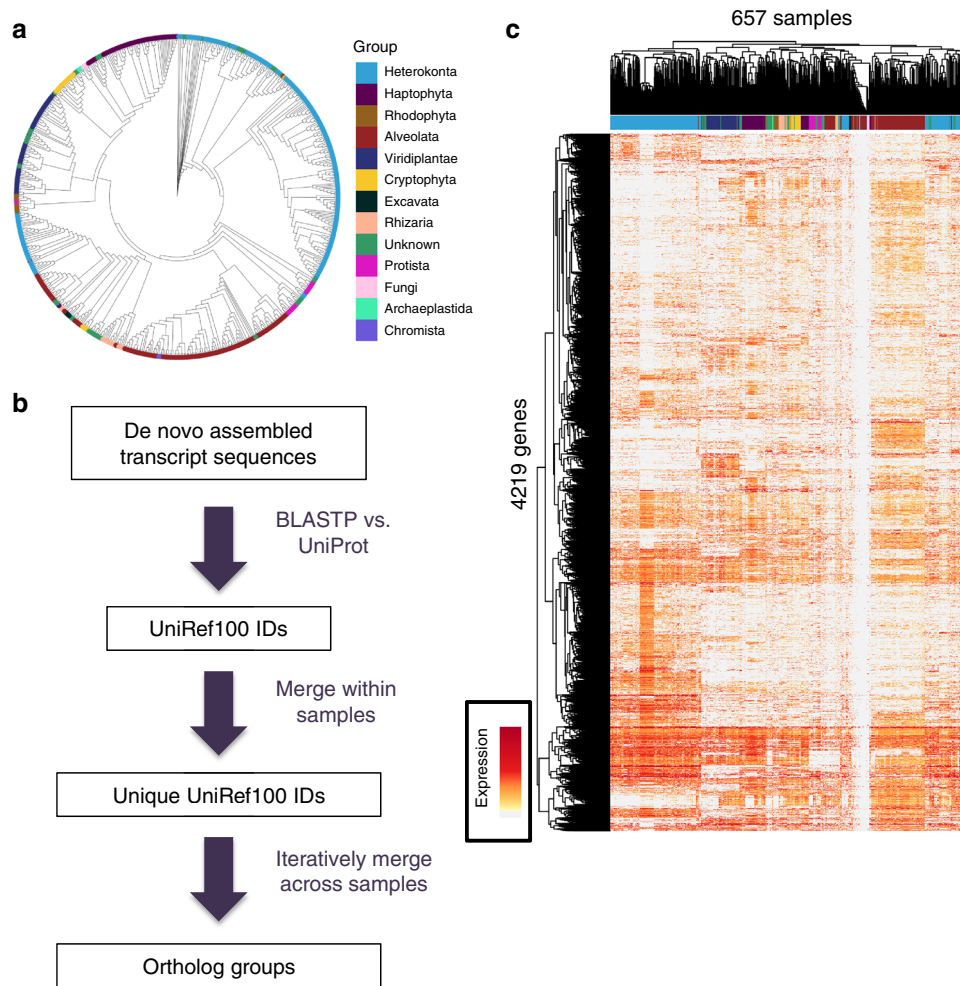 a
Group
Heterokonta
Haptophyta
Rhodophyta
Alveolata
Viridiplantae
Cryptophyta
Excavata
Rhizaria
Unknown
Protista
Fungi
Archaeplastida
Chromista
b
De novo assembled
transcript sequences
BLASTP vs.
UniProt
UniRef100 IDs
Merge within
samples
Unique UniRef100 IDs
Iteratively merge
across samples
Ortholog groups
c
657 samples
4219 genes
Expression